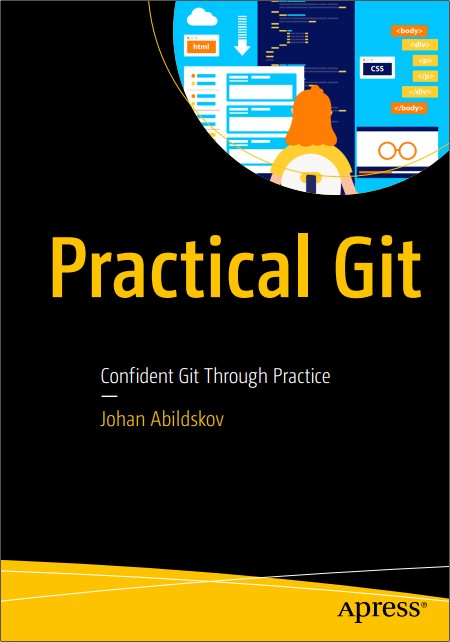 html
<body>
<div>
<p>
CSS
</p>
</div>
</body>
Practical Git
Confident Git Through Practice
Johan Abildskov
Apress®